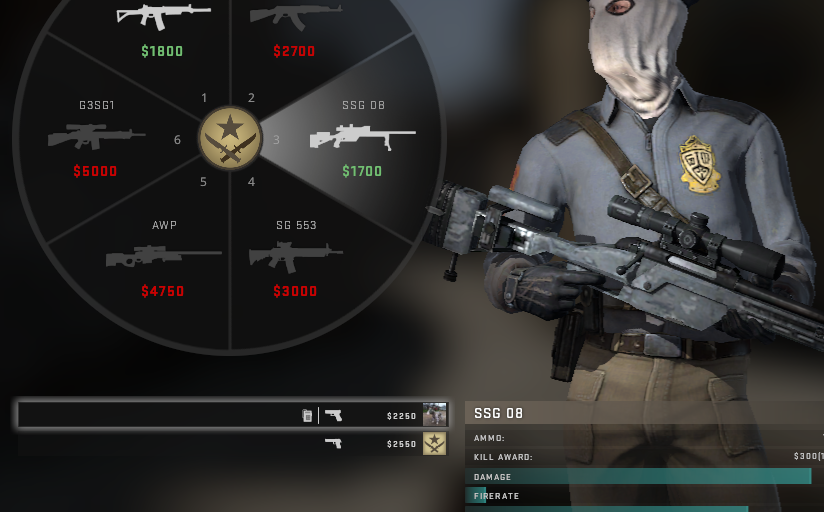 $1800
$2700
1
2
G3SG1
SSG 08
6
3
$5000
$1700
5
4
AWP
SG 553
$4750
$3000
$2250
$2550
SSG 08
AMMO:
KILL AWARD: $300(1
DAMAGE
FIRERATE